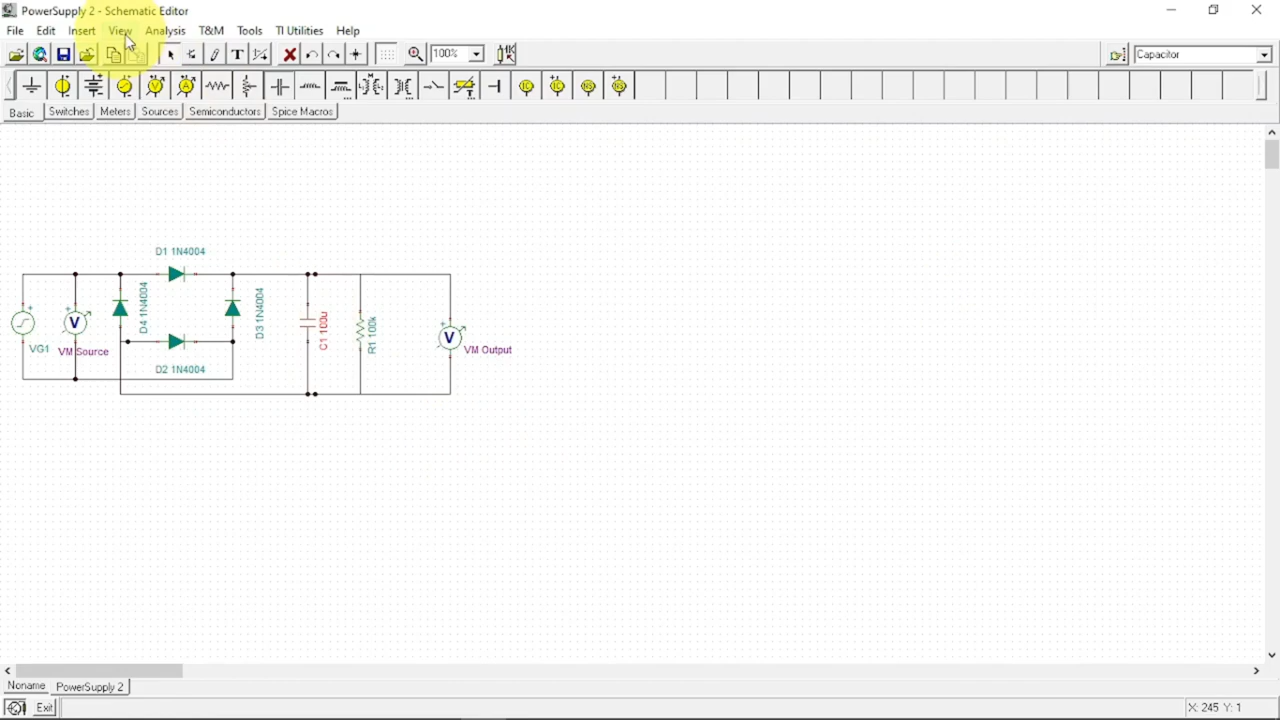 PowerSupply 2 - Schematic Editor
File Edit Insert View Analysis T&M Tools TI Utilities Help
T 100% Capacitor
Basic Switches Meters Sources Semiconductors Spice Macros
D1 1N4004
D4 1N4004
D3 1N4004
C1 100u
R1 100k
V
V
VG1
VM Source
VM Output
D2 1N4004
Noname PowerSupply 2
Exit X: 245 Y: 1